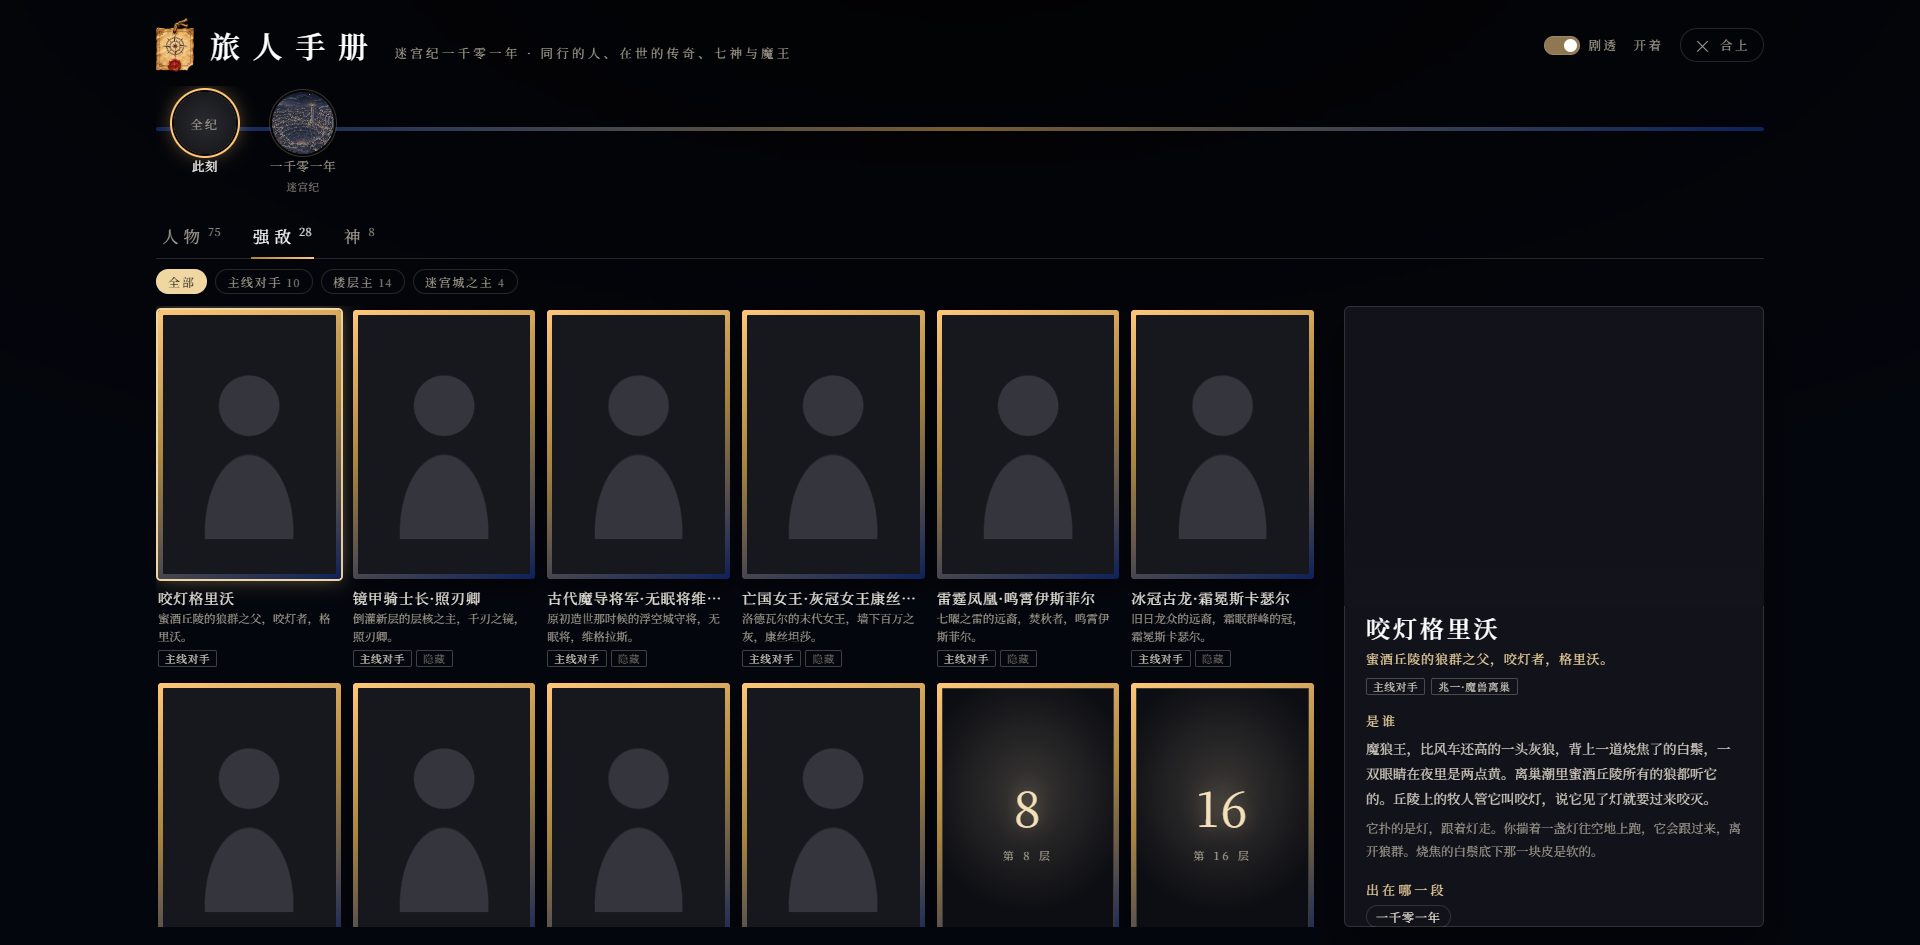 旅人手册
迷宫纪一千零一年 · 同行的人、在世的传奇、七神与魔王
剧透 开着
合上
全纪
此刻
一千零一年
迷宫纪
人物 75
强敌 28
神 8
全部
主线对手 10
楼层主 14
迷宫城之主 4
咬灯格里沃
蜜酒丘陵的狼群之父，咬灯者，格
里沃。
主线对手
镜甲骑士长·照刃卿
倒灌新层的层核之主，千刃之镜，
照刃卿。
主线对手 隐藏
古代魔导将军·无眠将维…
原初造世那时候的浮空城守将，无
眠将，维格拉斯。
主线对手 隐藏
亡国女王·灰冠女王康丝…
洛德瓦尔的末代女王，墙下百万之
灰，康丝坦莎。
主线对手 隐藏
雷霆凤凰·鸣霄伊斯菲尔
七曜之雷的远裔，焚秋者，鸣霄伊
斯菲尔。
主线对手 隐藏
冰冠古龙·霜冕斯卡瑟尔
旧日龙众的远裔，霜眠群峰的冠，
霜冕斯卡瑟尔。
主线对手 隐藏
8
第 8 层
16
第 16 层
咬灯格里沃
蜜酒丘陵的狼群之父，咬灯者，格里沃。
主线对手
兆一·魔兽离巢
是谁
魔狼王，比风车还高的一头灰狼，背上一道烧焦了的白鬃，一
双眼睛在夜里是两点黄。离巢潮里蜜酒丘陵所有的狼都听它
的。丘陵上的牧人管它叫咬灯，说它见了灯就要过来咬灭。
它扑的是灯，跟着灯走。你揣着一盏灯往空地上跑，它会跟过来，离
开狼群。烧焦的白鬃底下那一块皮是软的。
出在哪一段
一千零一年